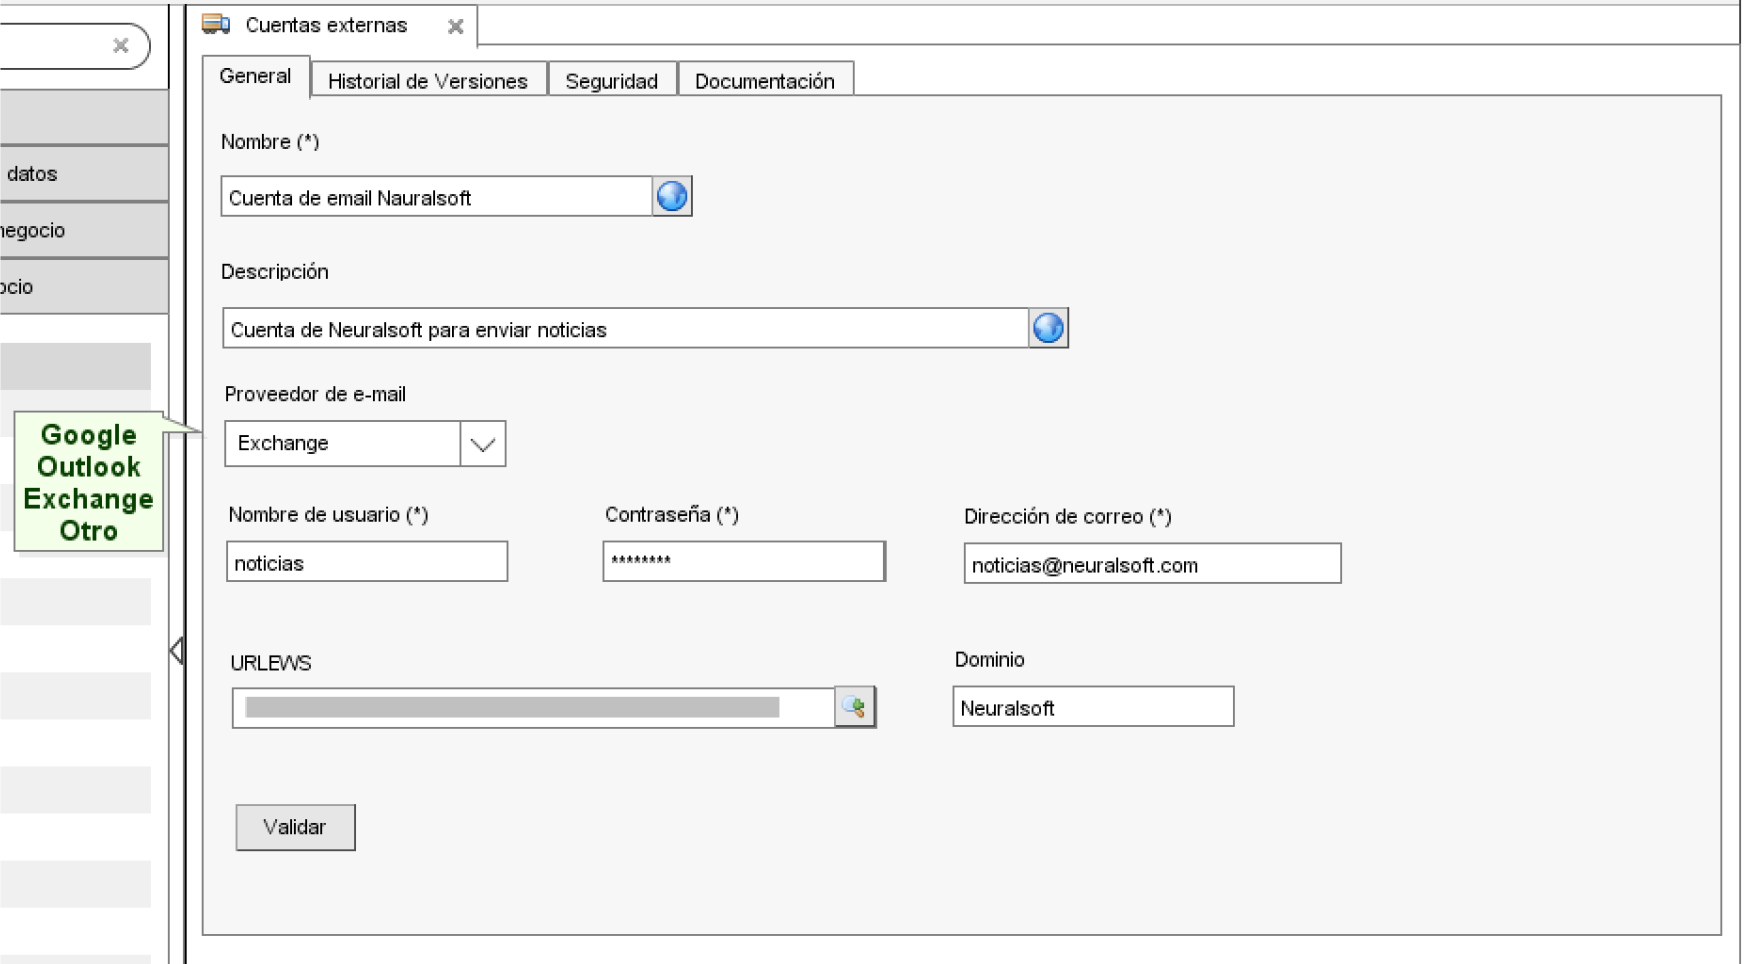 Cuentas externas
General
Historial de Versiones
Seguridad
Documentación
Nombre (*)
datos
Cuenta de email Nauralsoft
negocio
Descripción
ocio
Cuenta de Neuralsoft para enviar noticias
Proveedor de e-mail
Google
Outlook
Exchange
Otro
Exchange
Nombre de usuario (*)
Contraseña (*)
Dirección de correo (*)
noticias
********
noticias@neuralsoft.com
URLEWS
Dominio
Neuralsoft
Validar